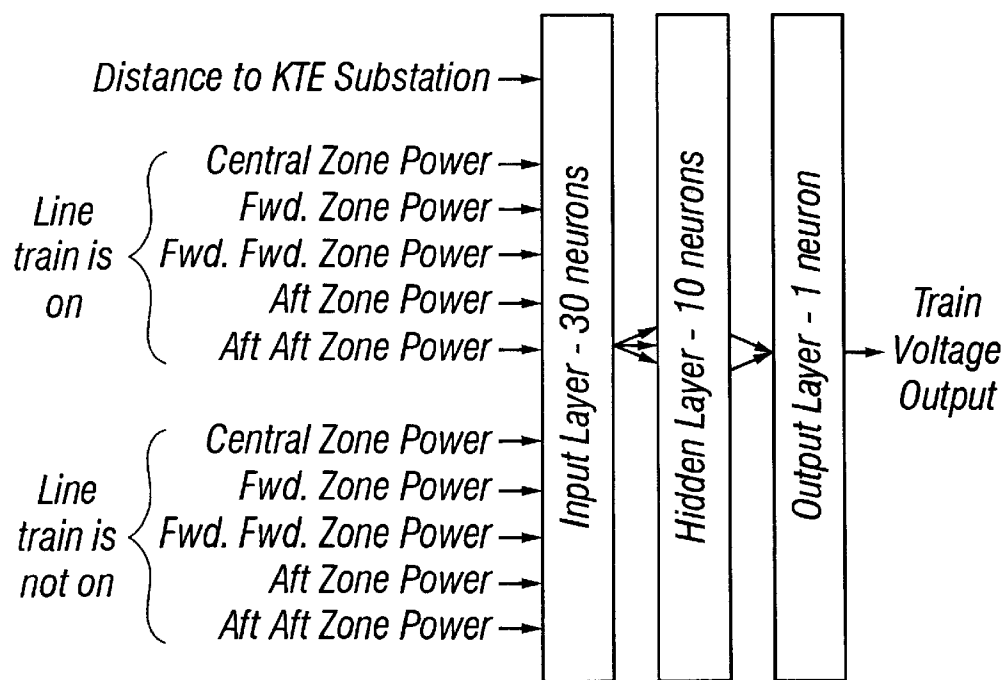 Distance to KTE Substation
Line
train is
on
Central Zone Power
Fwd. Zone Power
Fwd. Fwd. Zone Power
Aft Zone Power
Aft Aft Zone Power
Line
train is
not on
Central Zone Power
Fwd. Zone Power
Fwd. Fwd. Zone Power
Aft Zone Power
Aft Aft Zone Power
Input Layer - 30 neurons
Hidden Layer - 10 neurons
Output Layer - 1 neuron
Train
Voltage
Output